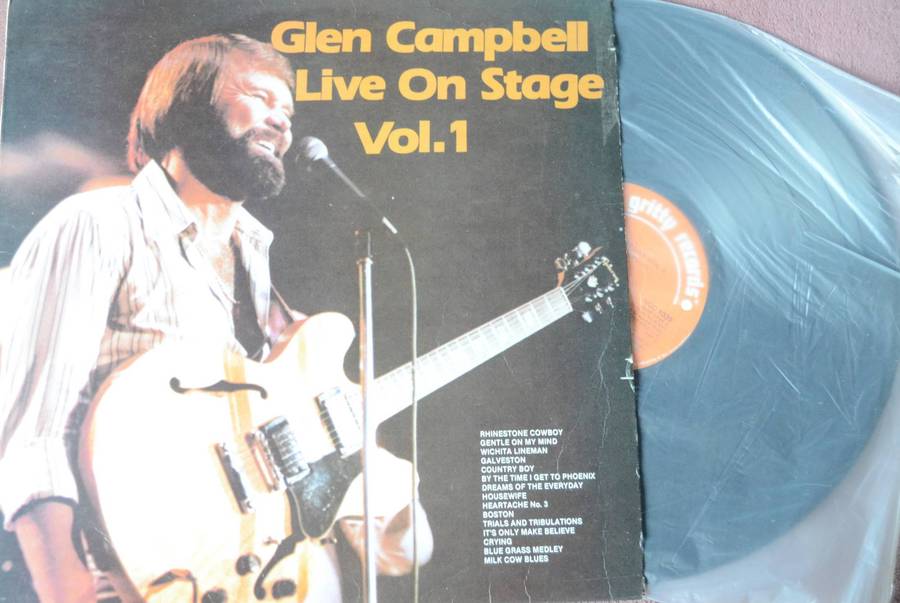 Glen Campbell
Live On Stage
Vol.1
gritty records
RHINESTONE COWBOY
GENTLE ON MY MIND
WICHITA LINEMAN
GALVESTON
COUNTRY BOY
BY THE TIME I GET TO PHOENIX
DREAMS OF THE EVERYDAY
HOUSEWIFE
HEARTACHE No. 3
BOSTON
TRIALS AND TRIBULATIONS
IT'S ONLY MAKE BELIEVE
CRYING
BLUE GRASS MEDLEY
MILK COW BLUES